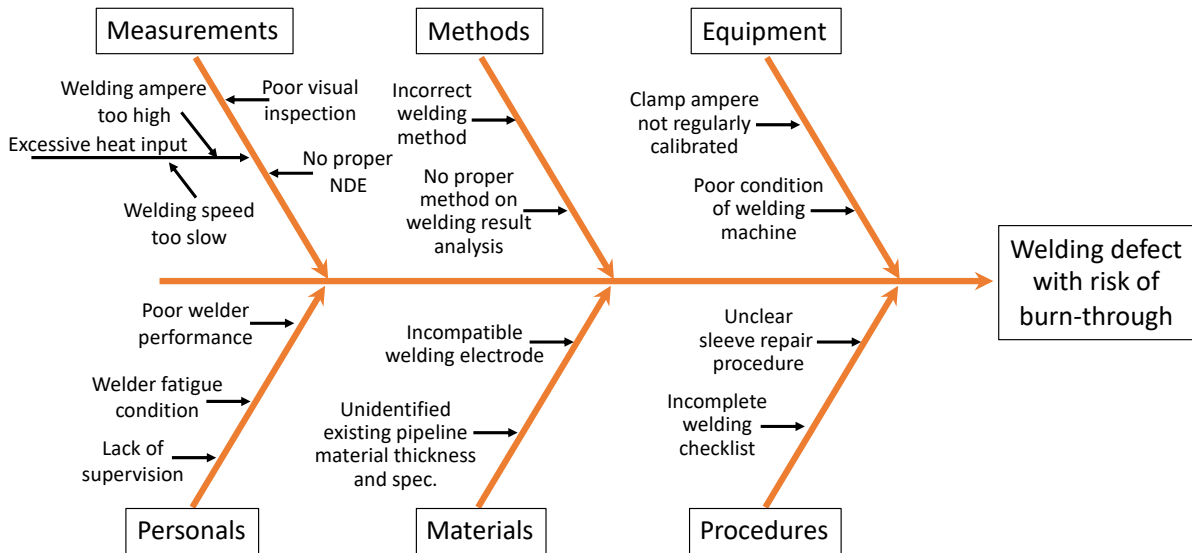 Measurements
Methods
Equipment
Welding ampere
too high
Poor visual
inspection
Excessive heat input
No proper
NDE
Welding speed
too slow
Incorrect
welding
method
No proper
method on
welding result
analysis
Clamp ampere
not regularly
calibrated
Poor condition
of welding
machine
Welding defect
with risk of
burn-through
Poor welder
performance
Welder fatigue
condition
Lack of
supervision
Incompatible
welding electrode
Unidentified
existing pipeline
material thickness
and spec.
Unclear
sleeve repair
procedure
Incomplete
welding
checklist
Personals
Materials
Procedures